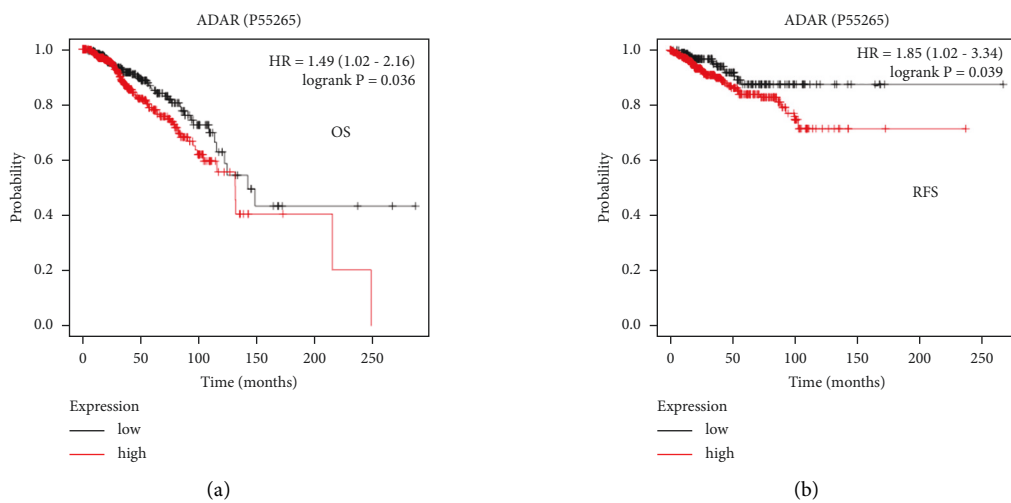 ADAR (P55265)
HR = 1.49 (1.02 - 2.16)
logrank P = 0.036
OS
Probability
1.0
0.8
0.6
0.4
0.2
0.0
0 50 100 150 200 250
Time (months)
Expression
low
high
(a)
ADAR (P55265)
HR = 1.85 (1.02 - 3.34)
logrank P = 0.039
RFS
Probability
1.0
0.8
0.6
0.4
0.2
0.0
0 50 100 150 200 250
Time (months)
Expression
low
high
(b)